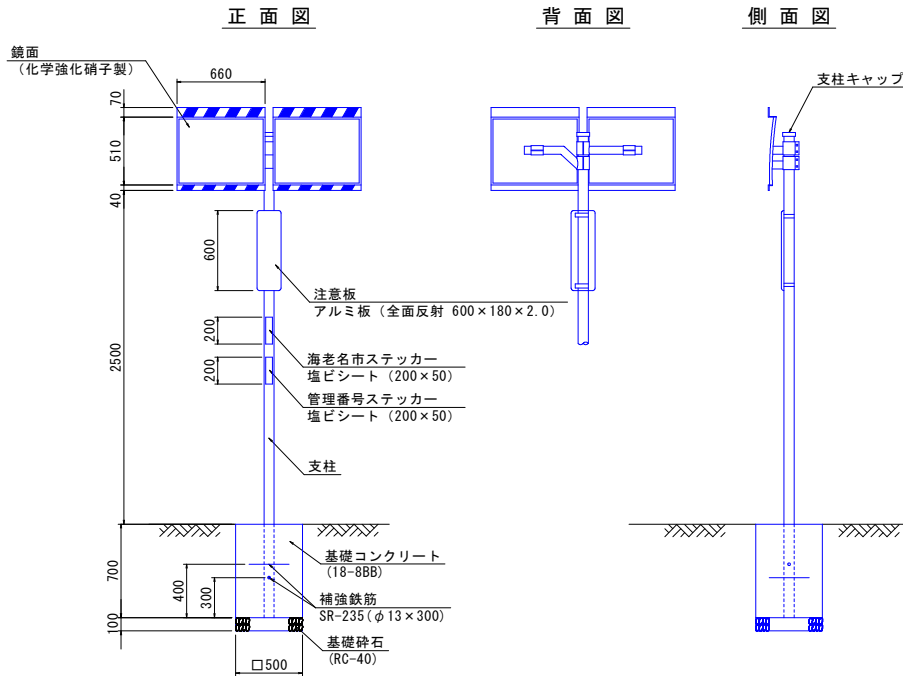 正面図
背面図
側面図
鏡面
(化学強化硝子製)
660
支柱キャップ
70
510
40
600
注意板
アルミ板 (全面反射 600×180×2.0)
200
海老名市ステッカー
塩ビシート (200×50)
200
管理番号ステッカー
塩ビシート (200×50)
2500
支柱
基礎コンクリート
(18-8BB)
700
400
300
補強鉄筋
SR-235(φ13×300)
100
基礎砕石
(RC-40)
□500